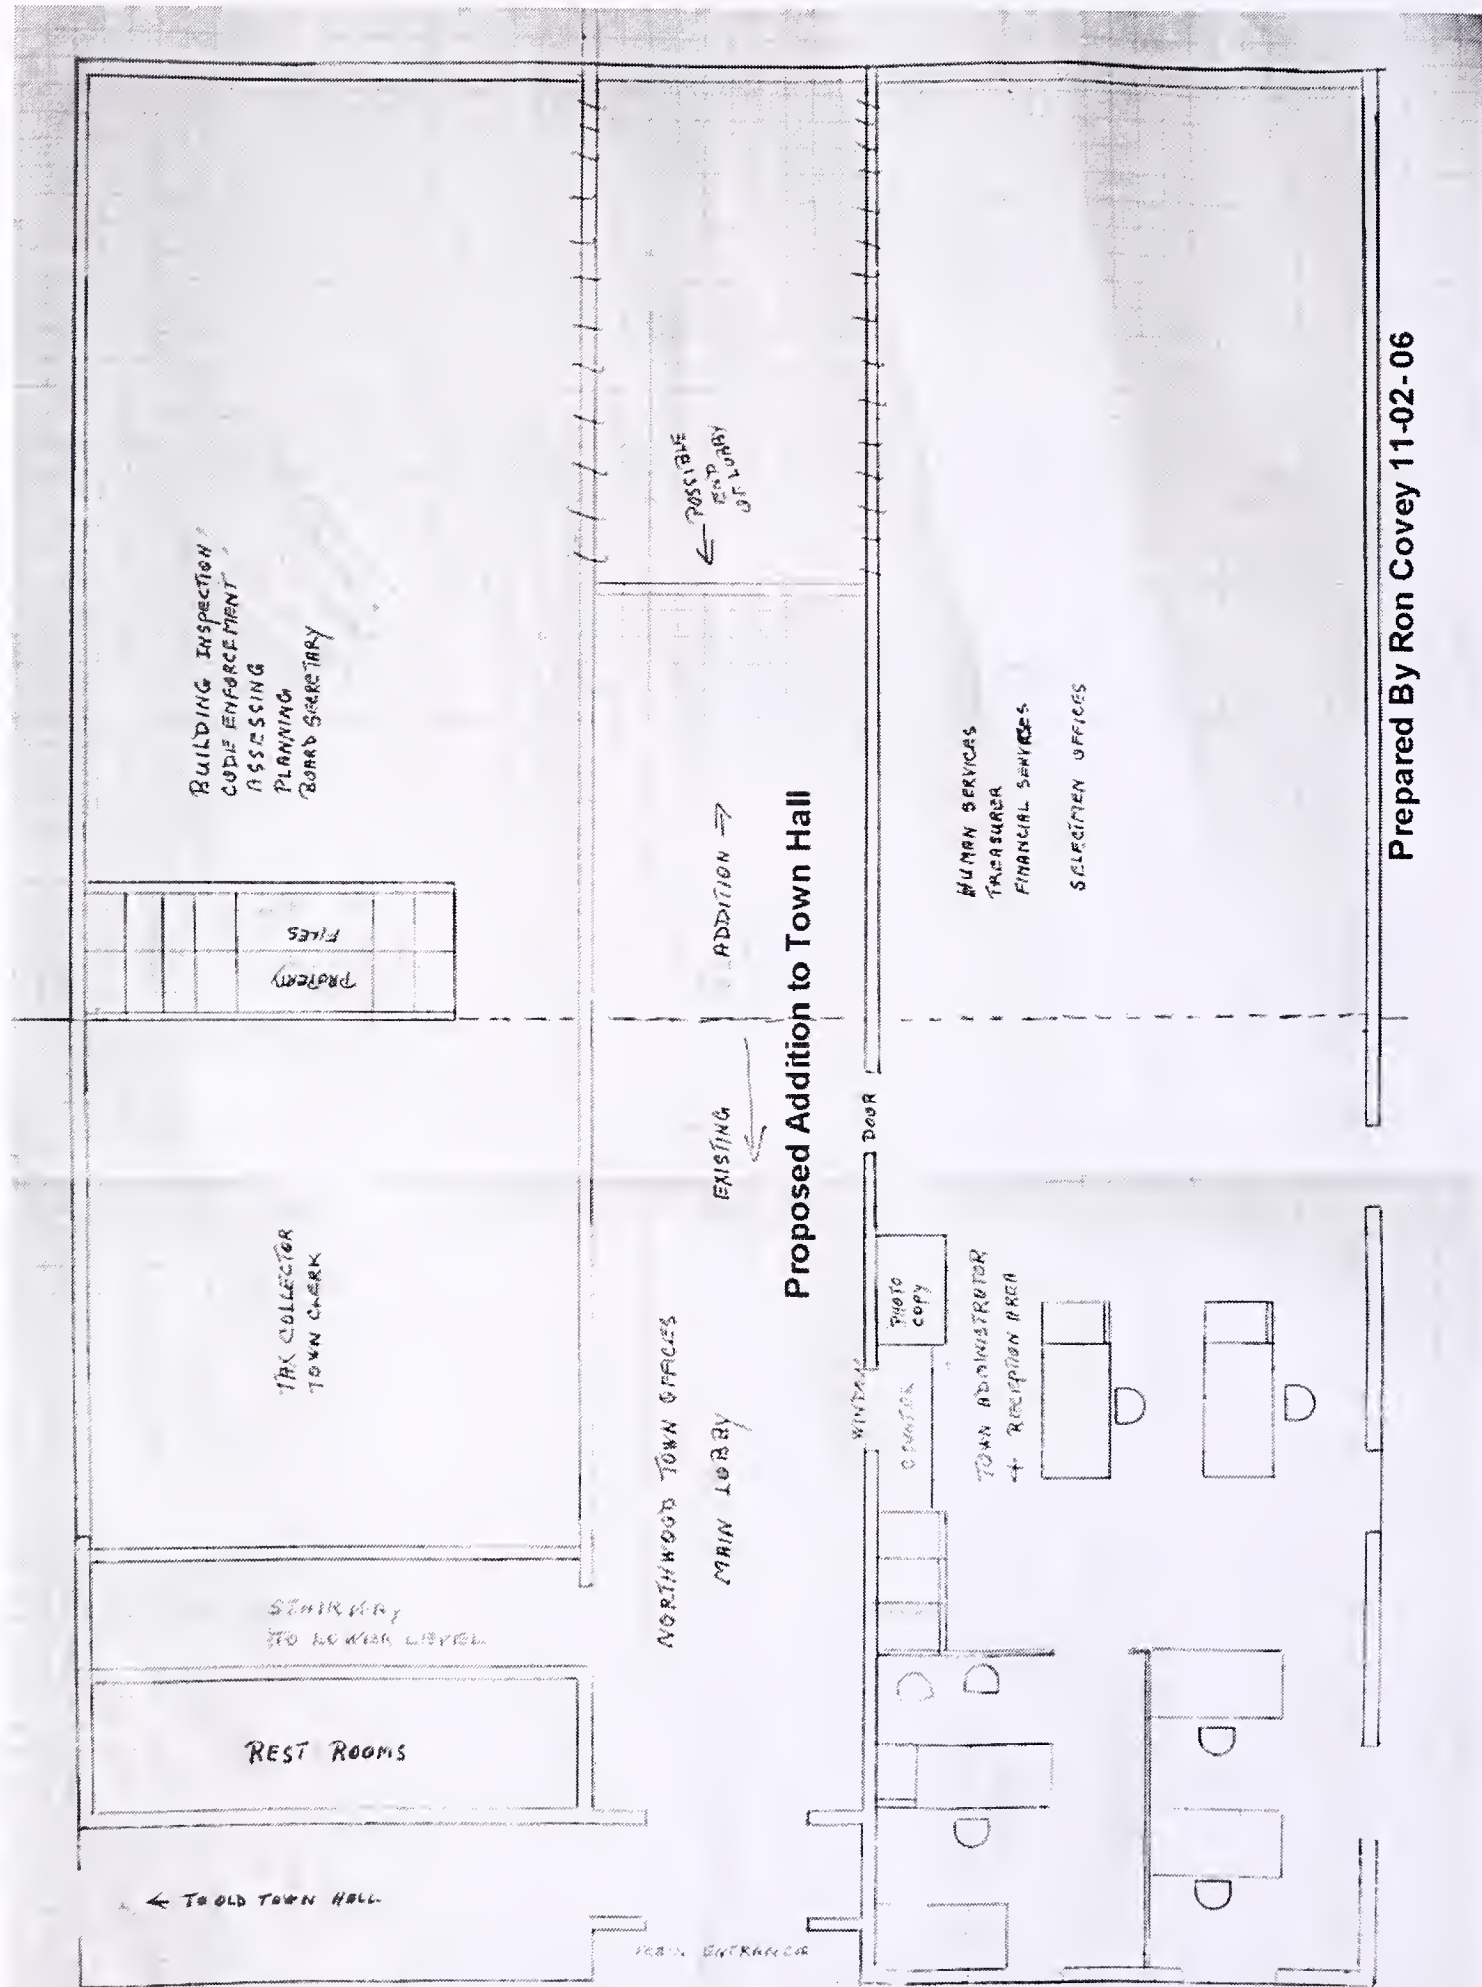 BUILDING INSPECTION
CODE ENFORCEMENT
ASSESSING
PLANNING
BOARD SECRETARY
PROPERTY
FILES
TAX COLLECTOR
TOWN CLERK
STAIRWAY
TO LOWER LEVEL
REST ROOMS
← TO OLD TOWN HALL
← POSSIBLE
END
OF LOBBY
ADDITION →
EXISTING
←
NORTHWOOD TOWN OFFICES
MAIN LOBBY
MAIN ENTRANCE
Proposed Addition to Town Hall
DOOR
WINDOW
PHOTO
COPY
COUNTER
TOWN ADMINISTRATOR
+ RECEPTION AREA
HUMAN SERVICES
TREASURER
FINANCIAL SERVICES
SELECTMEN OFFICES
Prepared By Ron Covey 11-02-06